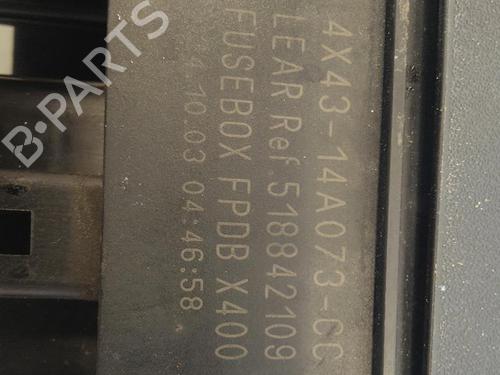 4X43-14A073-CC
LEAR Ref.518842109
FUSEBOX FPDB X400
10.03 04:46:58
B PARTS